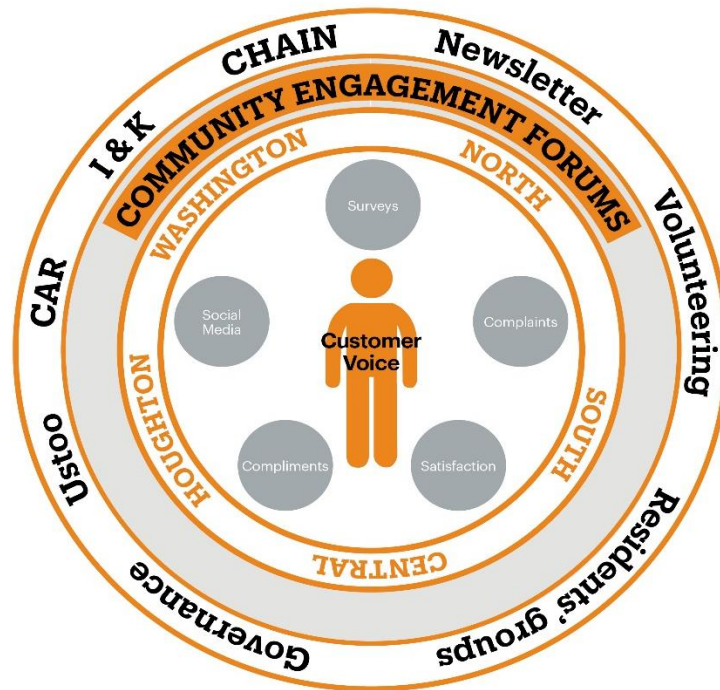 CHAIN
Newsletter
Volunteering
Residents' groups
Governance
Ustoo
CAR
I & K
COMMUNITY ENGAGEMENT FORUMS
WASHINGTON
NORTH
SOUTH
CENTRAL
HOUGHTON
Surveys
Social
Media
Complaints
Customer
Voice
Compliments
Satisfaction